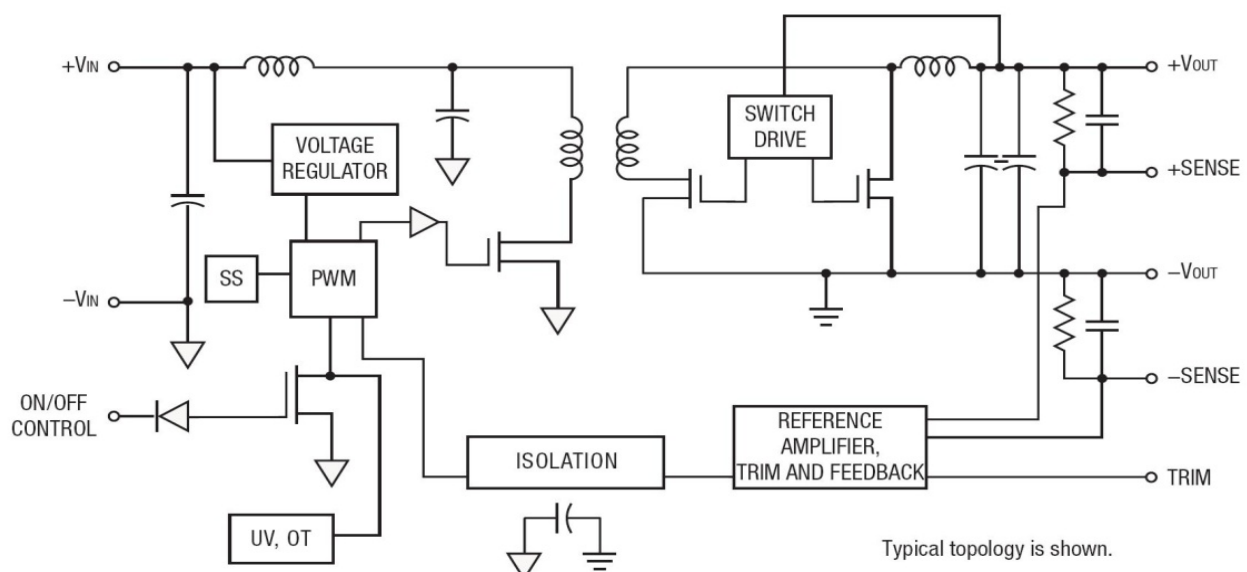 +VIN
+VOUT
SWITCH
DRIVE
VOLTAGE
REGULATOR
+SENSE
SS
PWM
–VIN
–VOUT
–SENSE
ON/OFF
CONTROL
REFERENCE
AMPLIFIER,
TRIM AND FEEDBACK
ISOLATION
TRIM
UV, OT
Typical topology is shown.